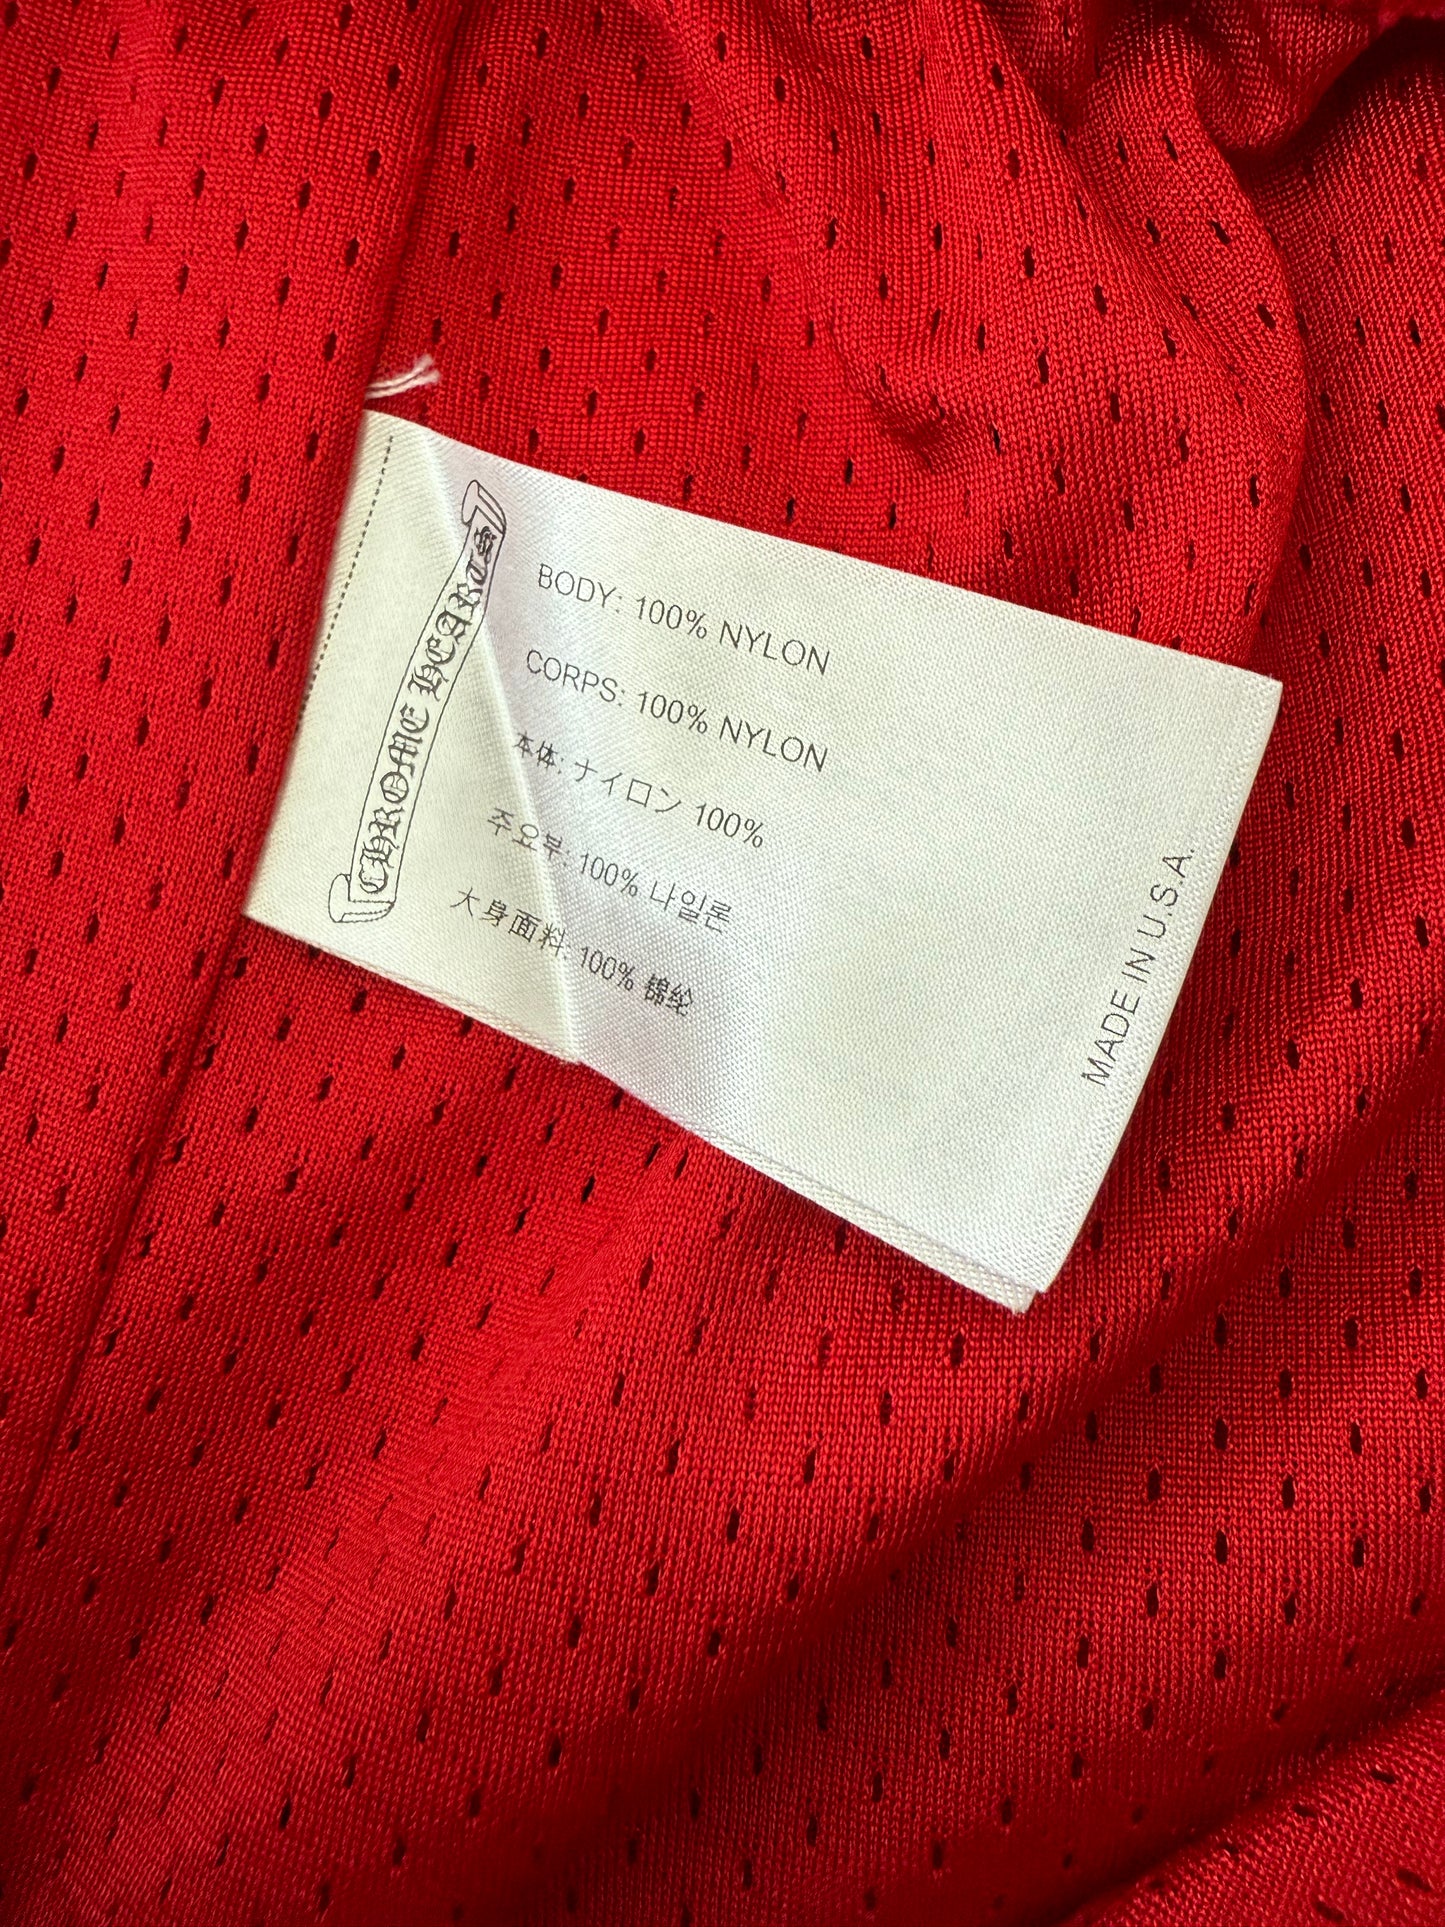 CHROME HEARTS
BODY: 100% NYLON
CORPS: 100% NYLON
本体: ナイロン 100%
주요부: 100% 나일론
大身面料: 100% 锦纶
MADE IN U.S.A.